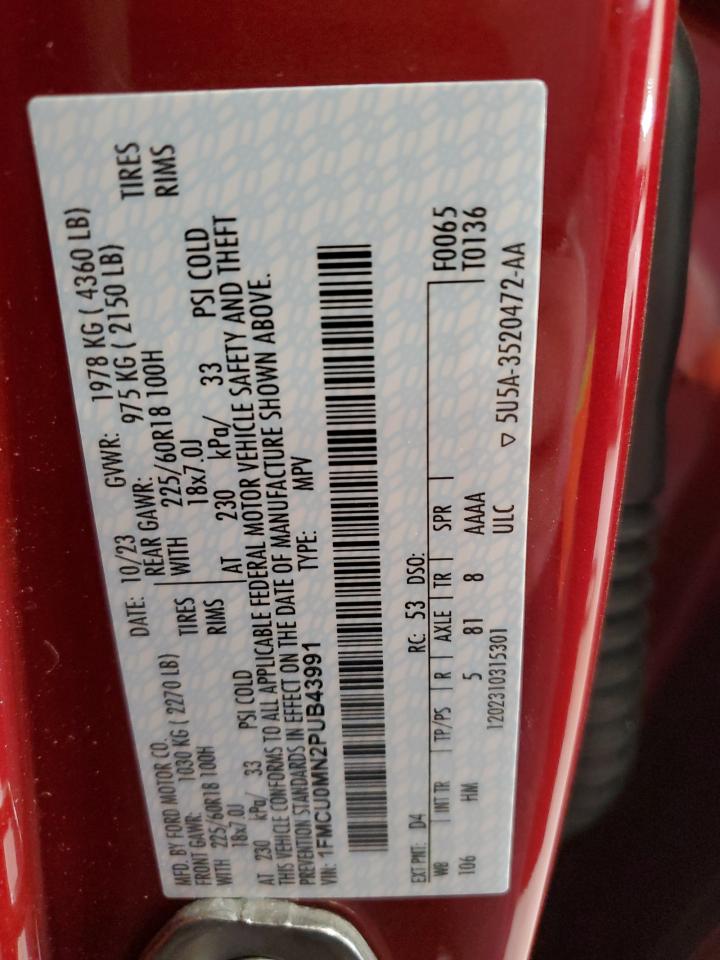 MFD. BY FORD MOTOR CO. DATE: 10/23 GVWR: 1978 KG ( 4360 LB)
FRONT GAWR: 1030 KG ( 2270 LB) REAR GAWR: 975 KG ( 2150 LB)
WITH 225/60R18 100H TIRES WITH 225/60R18 100H TIRES
18x7.0J RIMS 18x7.0J RIMS
AT 230 kPa/ 33 PSI COLD AT 230 kPa/ 33 PSI COLD
THIS VEHICLE CONFORMS TO ALL APPLICABLE FEDERAL MOTOR VEHICLE SAFETY AND THEFT
PREVENTION STANDARDS IN EFFECT ON THE DATE OF MANUFACTURE SHOWN ABOVE.
VIN: 1FMCU0MN2PUB43991 TYPE: MPV
EXT PNT: D4 RC: 53 DSO: F0065
WB | INT TR | TP/PS | R | AXLE | TR | SPR | T0136
106 HM 5 81 8 AAAA
1202310315301 ULC ▽ 5U5A-3520472-AA